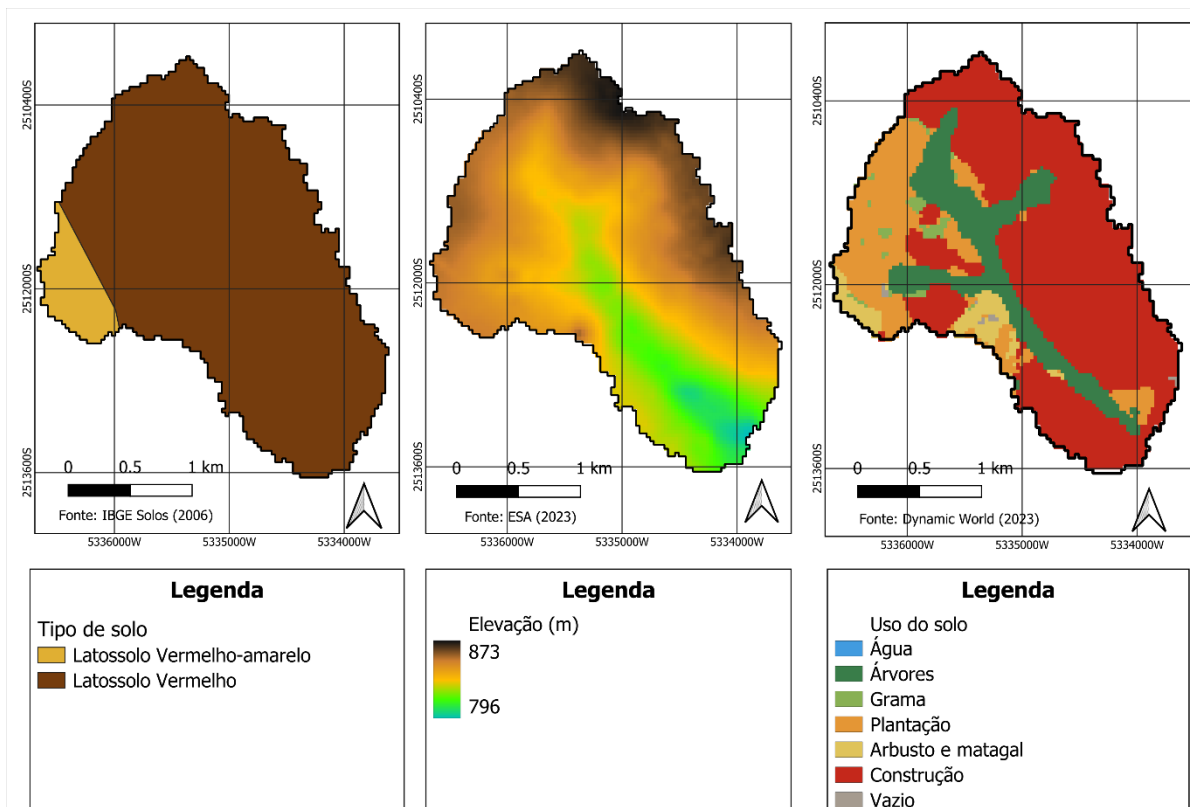 2510400S
2512000S
2513600S
0 0.5 1 km
Fonte: IBGE Solos (2006)
5336000W 5335000W 5334000W
2510400S
2512000S
2513600S
0 0.5 1 km
Fonte: ESA (2023)
5336000W 5335000W 5334000W
2510400S
2512000S
2513600S
0 0.5 1 km
Fonte: Dynamic World (2023)
5336000W 5335000W 5334000W
Legenda
Tipo de solo
Latossolo Vermelho-amarelo
Latossolo Vermelho
Legenda
Elevação (m)
873
796
Legenda
Uso do solo
Água
Árvores
Grama
Plantação
Arbusto e matagal
Construção
Vazio